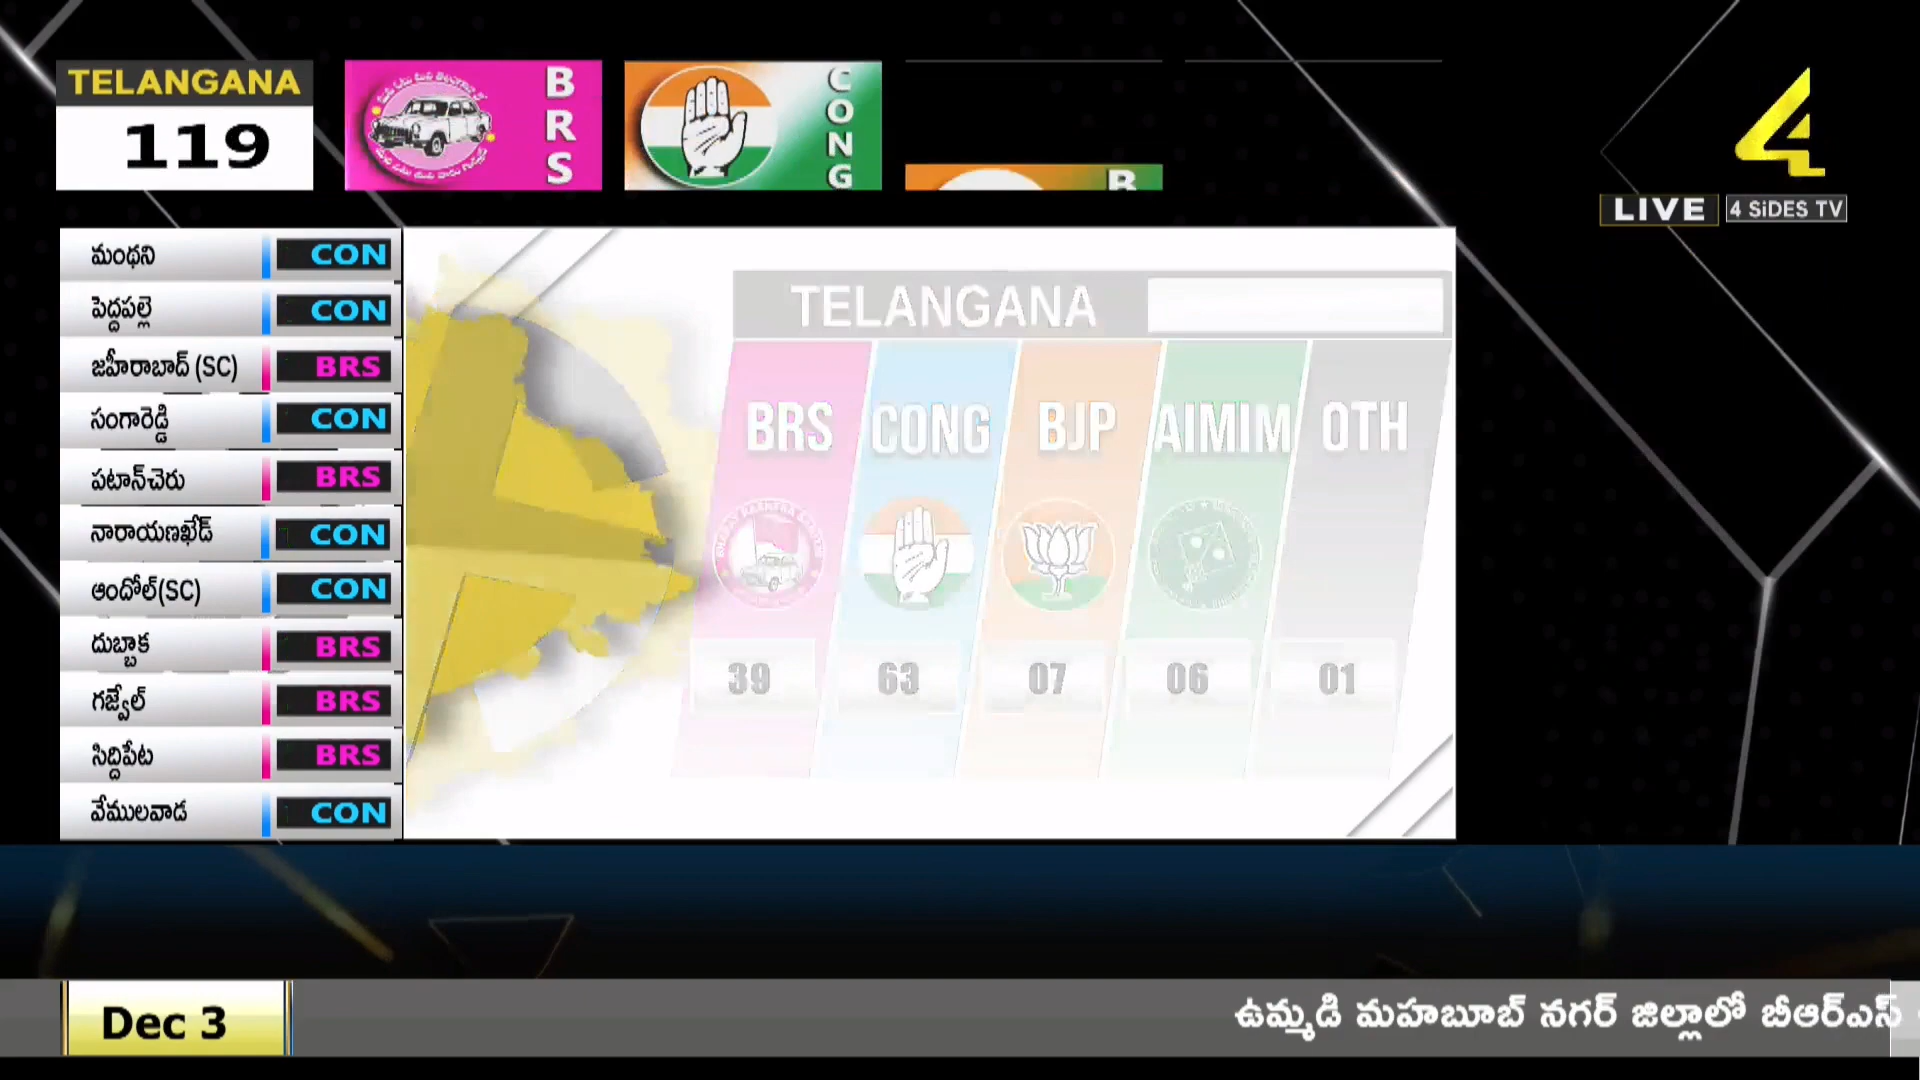 TELANGANA
119
BRS
CONG
B
4
LIVE
4 SiDES TV
మంథని CON
పెద్దపల్లె CON
జహీరాబాద్ (SC) BRS
సంగారెడ్డి CON
పటాన్‌చెరు BRS
నారాయణఖేడ్ CON
ఆందోల్(SC) CON
దుబ్బాక BRS
గజ్వేల్ BRS
సిద్దిపేట BRS
వేములవాడ CON
TELANGANA
BRS CONG BJP AIMIM OTH
39 63 07 06 01
Dec 3
ఉమ్మడి మహబూబ్ నగర్ జిల్లాలో బీఆర్ఎస్